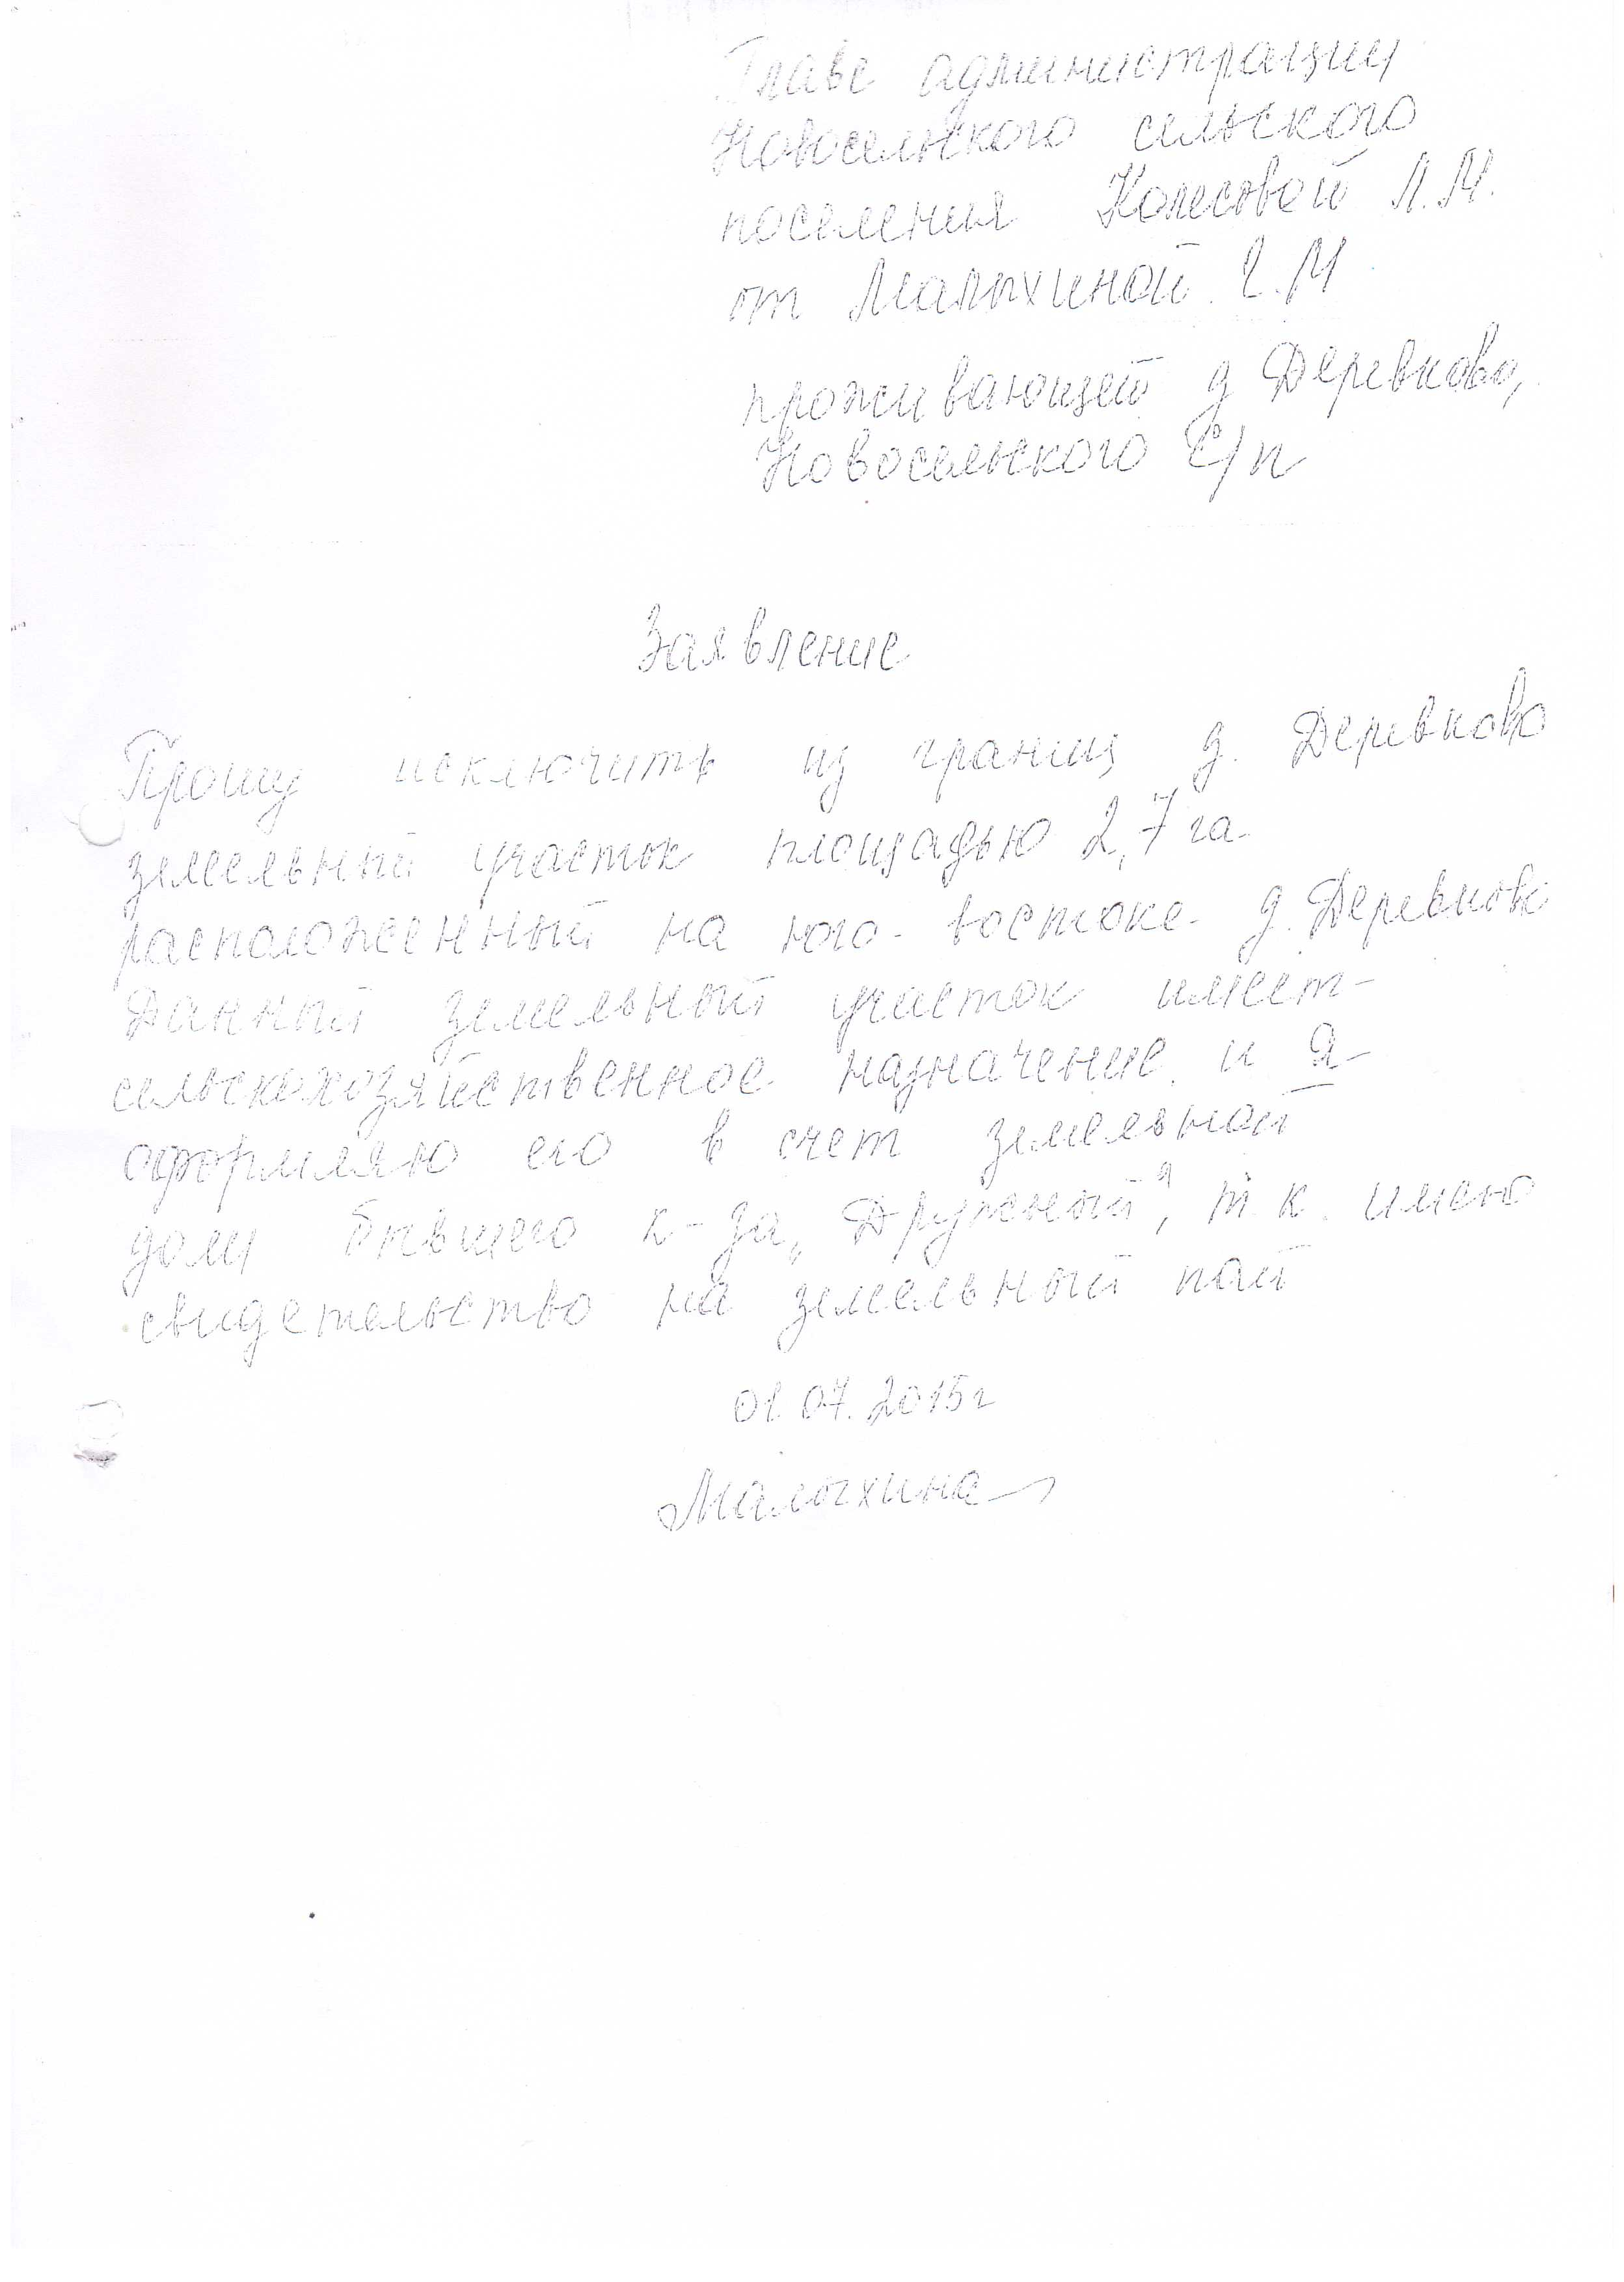 Главе администрации
Новосельского сельского
поселения Колесовой Л.М.
от Малыхиной Г.М
проживающей д Деревково,
Новосельского С/п
Заявление
Прошу исключить из границ д. Деревково
земельный участок площадью 2,7 га
расположенный на юго-востоке д. Деревково
Данный земельный участок имеет
сельскохозяйственное назначение и я
оформляю его в счет земельной
доли бывшего к-за „Дружный", т.к. имею
свидетельство на земельный пай
01.07.2015г
Малыхина